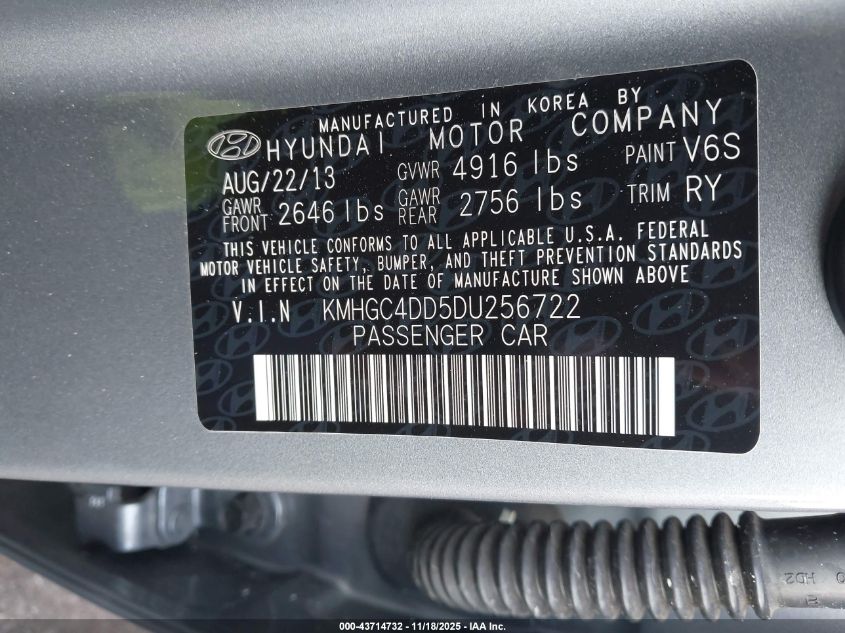 MANUFACTURED IN KOREA BY
HYUNDAI MOTOR COMPANY
AUG/22/13 GVWR 4916 lbs PAINT V6S
GAWR FRONT 2646 lbs GAWR REAR 2756 lbs TRIM RY
THIS VEHICLE CONFORMS TO ALL APPLICABLE U.S.A. FEDERAL
MOTOR VEHICLE SAFETY, BUMPER, AND THEFT PREVENTION STANDARDS
IN EFFECT ON THE DATE OF MANUFACTURE SHOWN ABOVE
V.I.N KMHGC4DD5DU256722
PASSENGER CAR
HD2
000-43714732 - 11/18/2025 - IAA Inc.